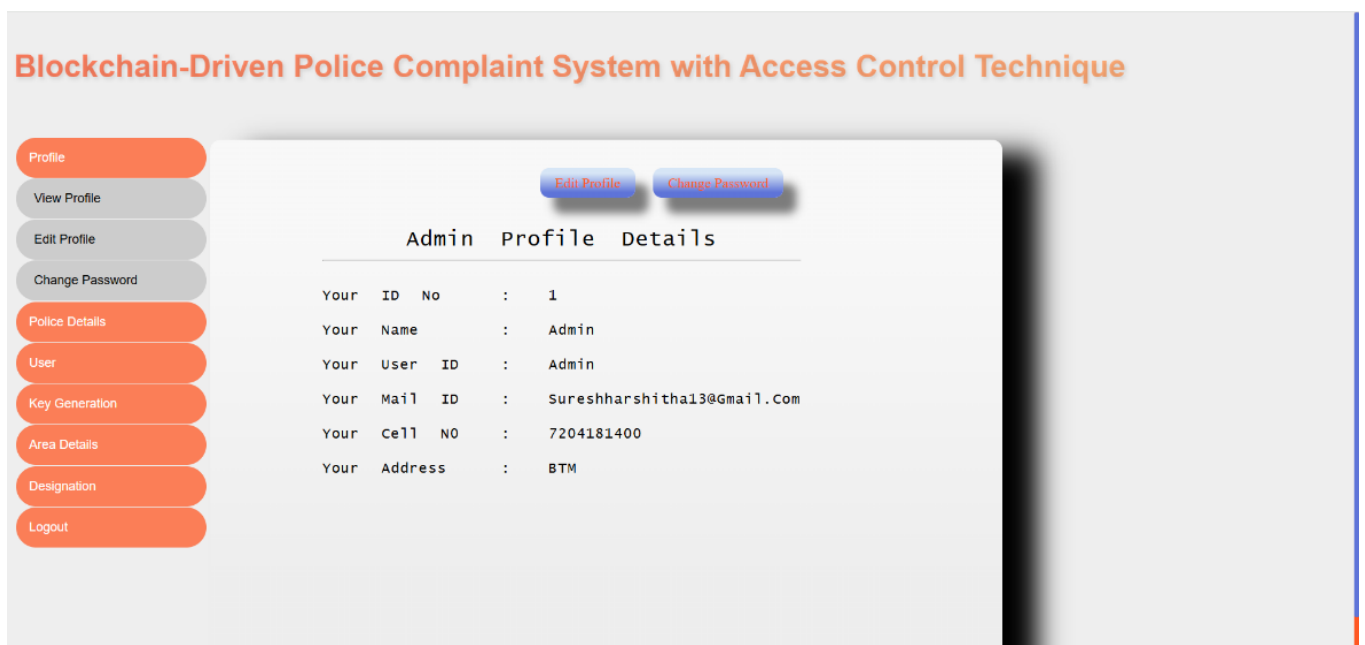 Blockchain-Driven Police Complaint System with Access Control Technique
Profile
View Profile
Edit Profile
Change Password
Police Details
User
Key Generation
Area Details
Designation
Logout
Edit Profile Change Password
Admin Profile Details
Your ID No : 1
Your Name : Admin
Your User ID : Admin
Your Mail ID : Sureshharshitha13@Gmail.Com
Your Cell NO : 7204181400
Your Address : BTM